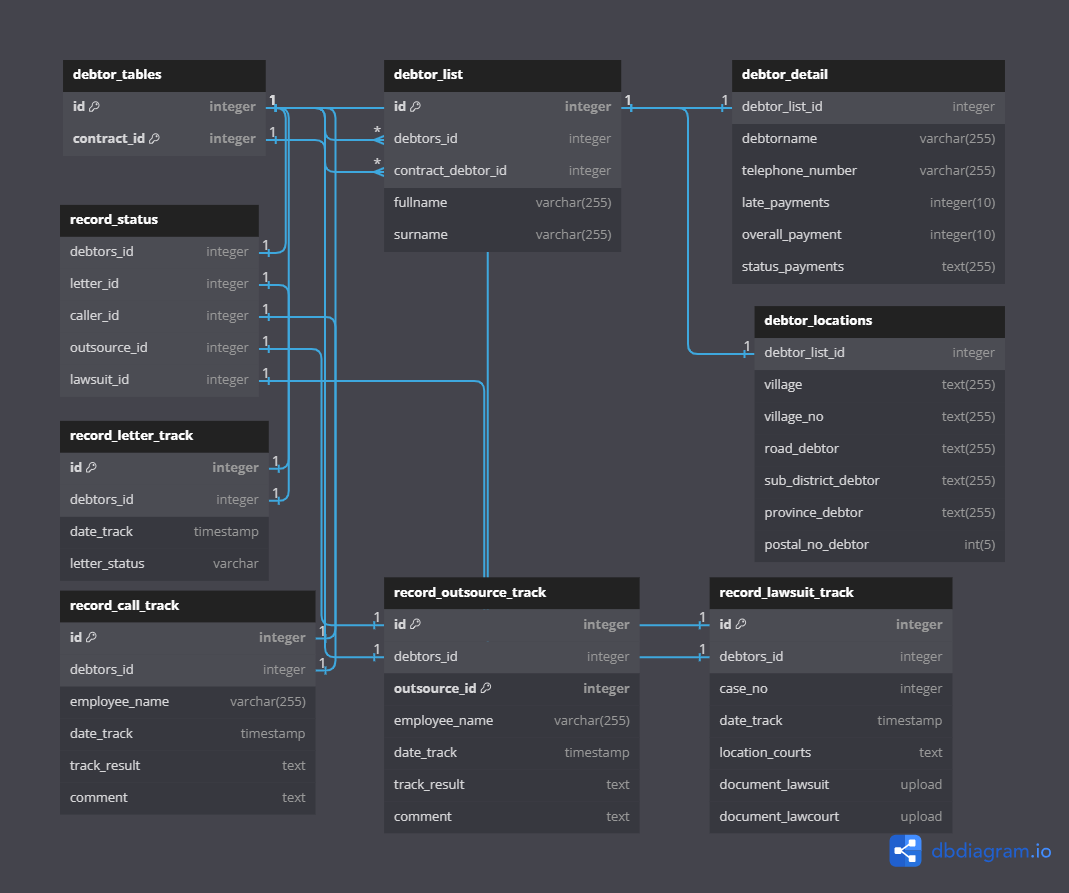 debtor_tables
id integer 1
contract_id integer 1
debtor_list
id integer 1
* debtors_id integer
* contract_debtor_id integer
fullname varchar(255)
surname varchar(255)
debtor_detail
1 debtor_list_id integer
debtorname varchar(255)
telephone_number varchar(255)
late_payments integer(10)
overall_payment integer(10)
status_payments text(255)
record_status
debtors_id integer 1
letter_id integer 1
caller_id integer 1
outsource_id integer 1
lawsuit_id integer 1
debtor_locations
1 debtor_list_id integer
village text(255)
village_no text(255)
road_debtor text(255)
sub_district_debtor text(255)
province_debtor text(255)
postal_no_debtor int(5)
record_letter_track
id integer 1
debtors_id integer 1
date_track timestamp
letter_status varchar
record_call_track
id integer 1
debtors_id integer 1
employee_name varchar(255)
date_track timestamp
track_result text
comment text
record_outsource_track
1 id integer
1 debtors_id integer
outsource_id integer
employee_name varchar(255)
date_track timestamp
track_result text
comment text
record_lawsuit_track
1 id integer
1 debtors_id integer
case_no integer
date_track timestamp
location_courts text
document_lawsuit upload
document_lawcourt upload
dbdiagram.io